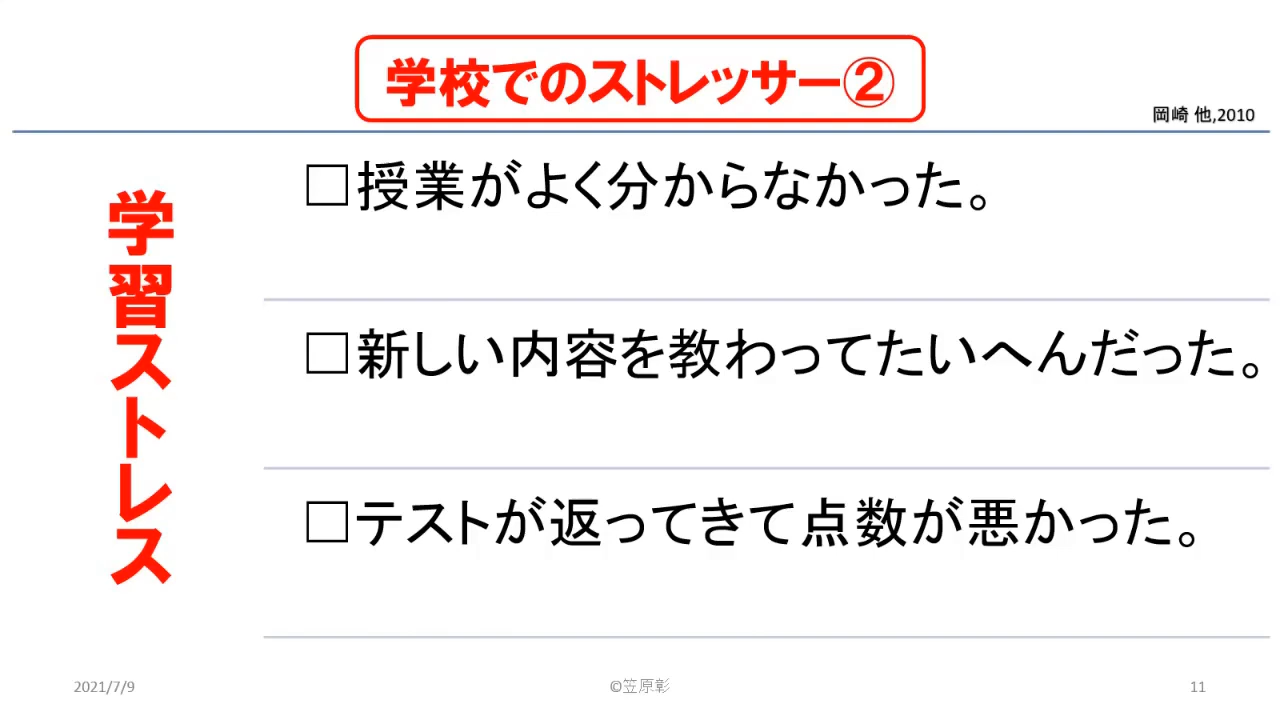 学校でのストレッサー②
岡崎 他,2010
学習ストレス
□授業がよく分からなかった。
□新しい内容を教わってたいへんだった。
□テストが返ってきて点数が悪かった。
2021/7/9
©笠原彰
11